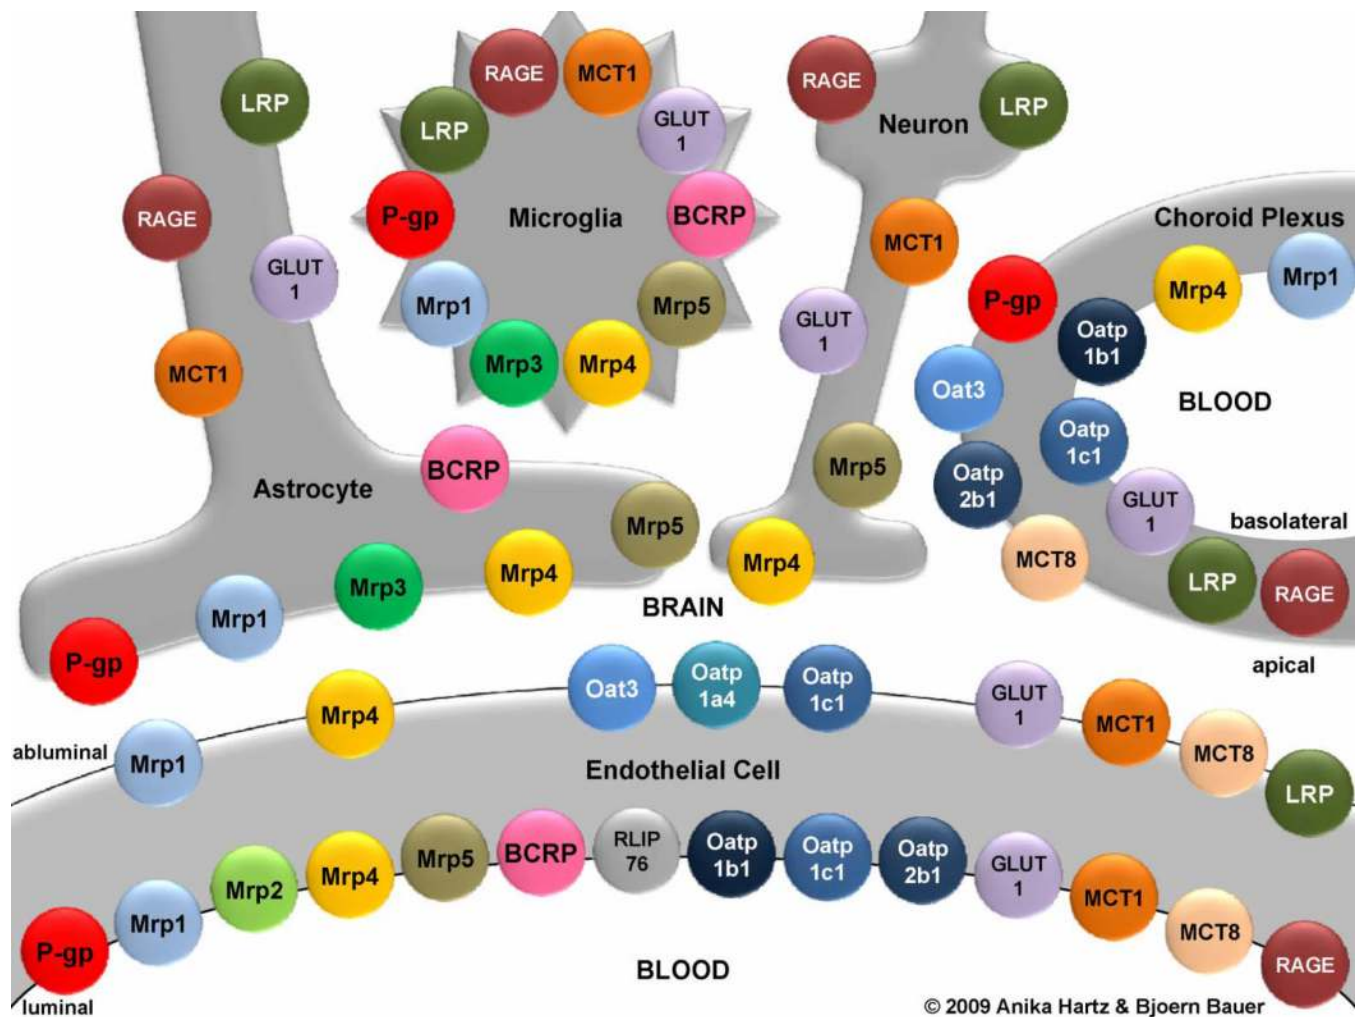 RAGE
MCT1
LRP
GLUT
1
P-gp
Microglia
BCRP
Mrp1
Mrp5
Mrp3
Mrp4
LRP
RAGE
GLUT
1
MCT1
Astrocyte
BCRP
Mrp5
Mrp4
Mrp3
Mrp1
P-gp
RAGE
Neuron
LRP
MCT1
GLUT
1
Mrp5
Mrp4
Choroid Plexus
Mrp1
Mrp4
P-gp
Oatp
1b1
Oat3
BLOOD
Oatp
1c1
Oatp
2b1
GLUT
1
basolateral
MCT8
LRP
RAGE
apical
BRAIN
abluminal
Mrp1
Mrp4
Oat3
Oatp
1a4
Oatp
1c1
GLUT
1
MCT1
MCT8
LRP
Endothelial Cell
P-gp
Mrp1
Mrp2
Mrp4
Mrp5
BCRP
RLIP
76
Oatp
1b1
Oatp
1c1
Oatp
2b1
GLUT
1
MCT1
MCT8
RAGE
luminal
BLOOD
© 2009 Anika Hartz & Bjoern Bauer